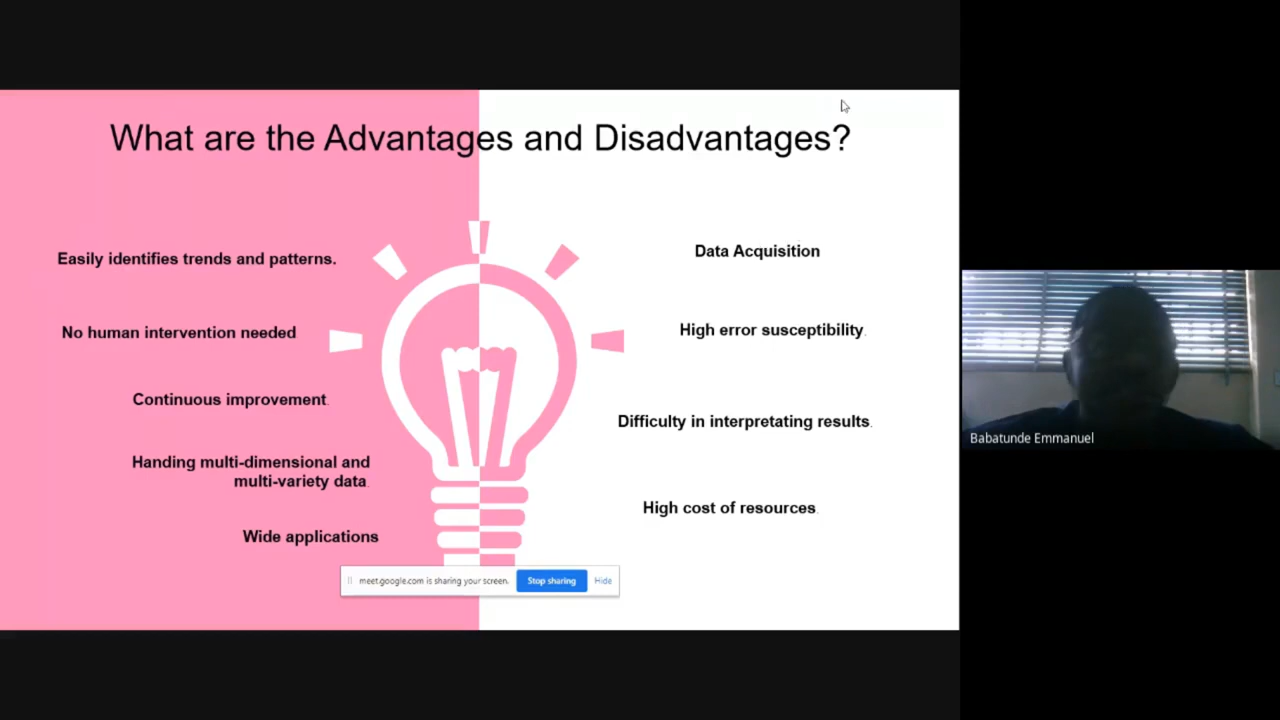 What are the Advantages and Disadvantages?
Easily identifies trends and patterns.
No human intervention needed
Continuous improvement.
Handing multi-dimensional and
multi-variety data.
Wide applications
Data Acquisition
High error susceptibility.
Difficulty in interpretating results.
High cost of resources.
meet.google.com is sharing your screen.
Stop sharing
Hide
Babatunde Emmanuel